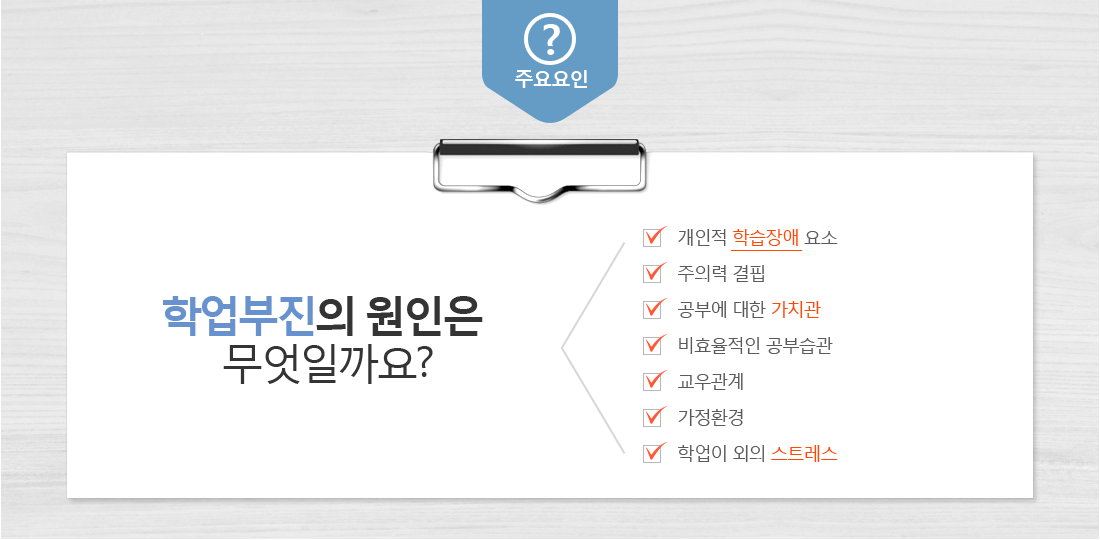 ?
주요요인
학업부진의 원인은
무엇일까요?
개인적 학습장애 요소
주의력 결핍
공부에 대한 가치관
비효율적인 공부습관
교우관계
가정환경
학업이 외의 스트레스